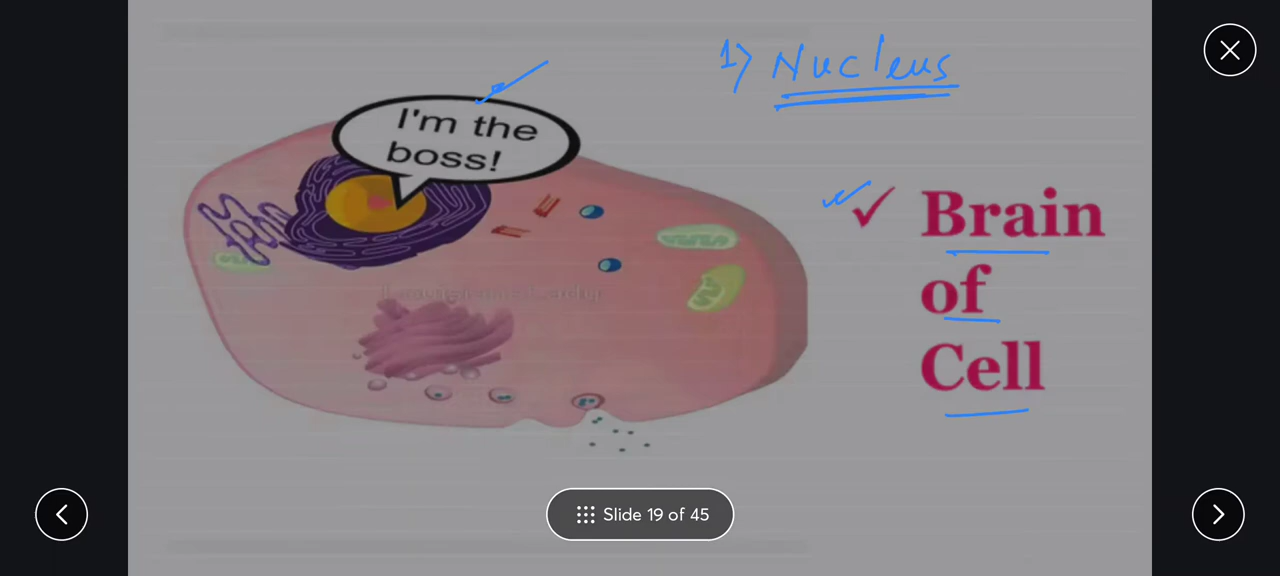 1) Nucleus
I'm the
boss!
✓ Brain
of
Cell
Slide 19 of 45